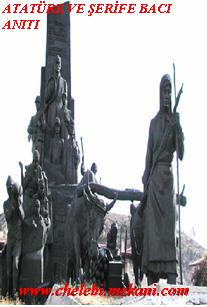 ATATÜRK VE ŞERİFE BACI
ANITI
www.chelebi.mekani.com